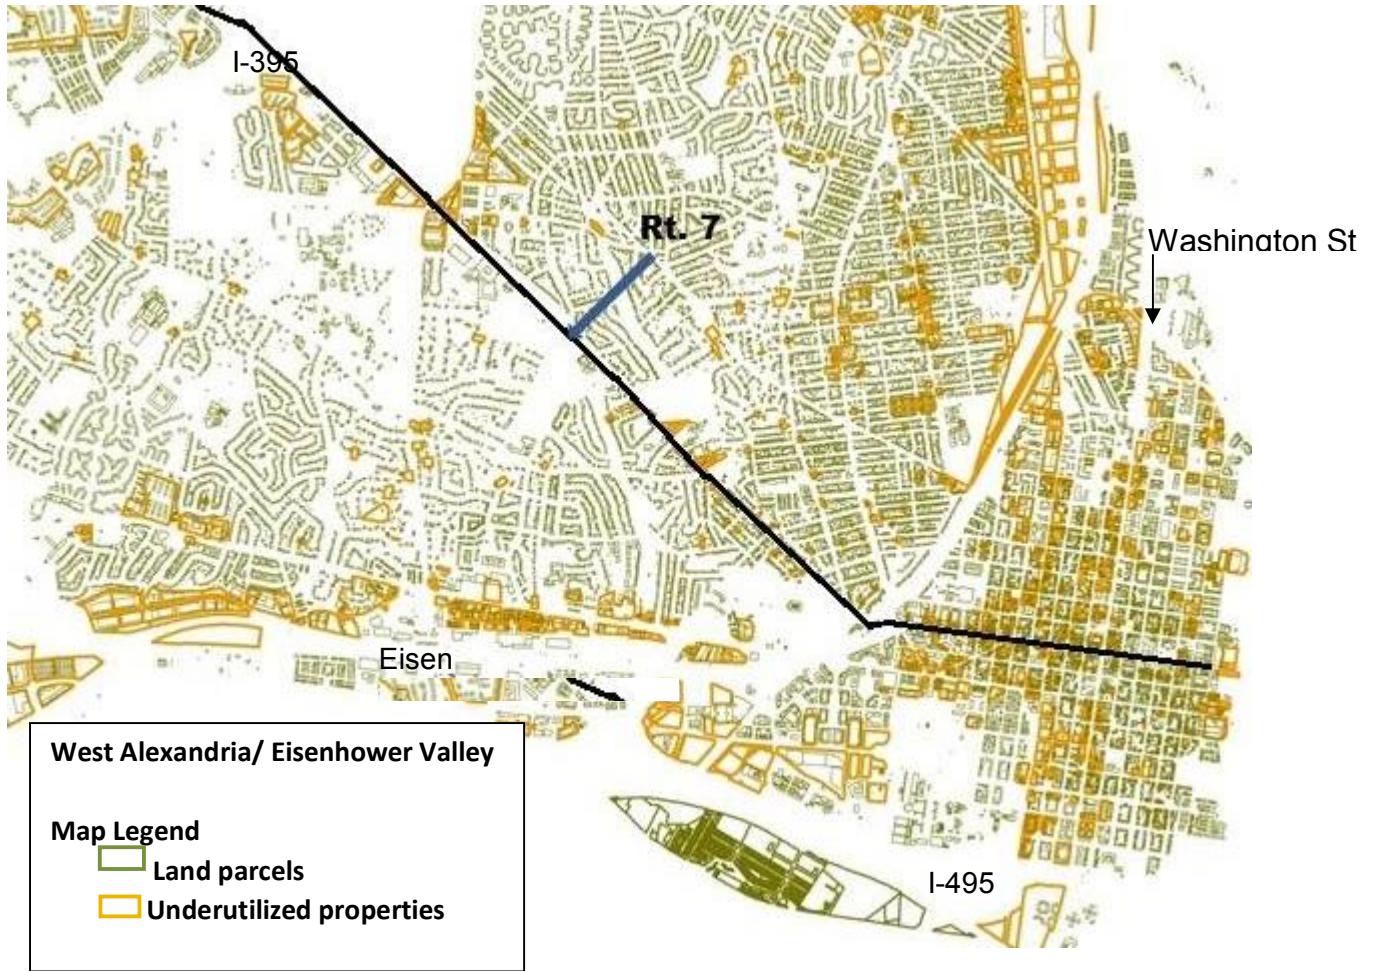 I-395
Rt. 7
Washington St
Eisen
West Alexandria/ Eisenhower Valley
Map Legend
Land parcels
Underutilized properties
I-495